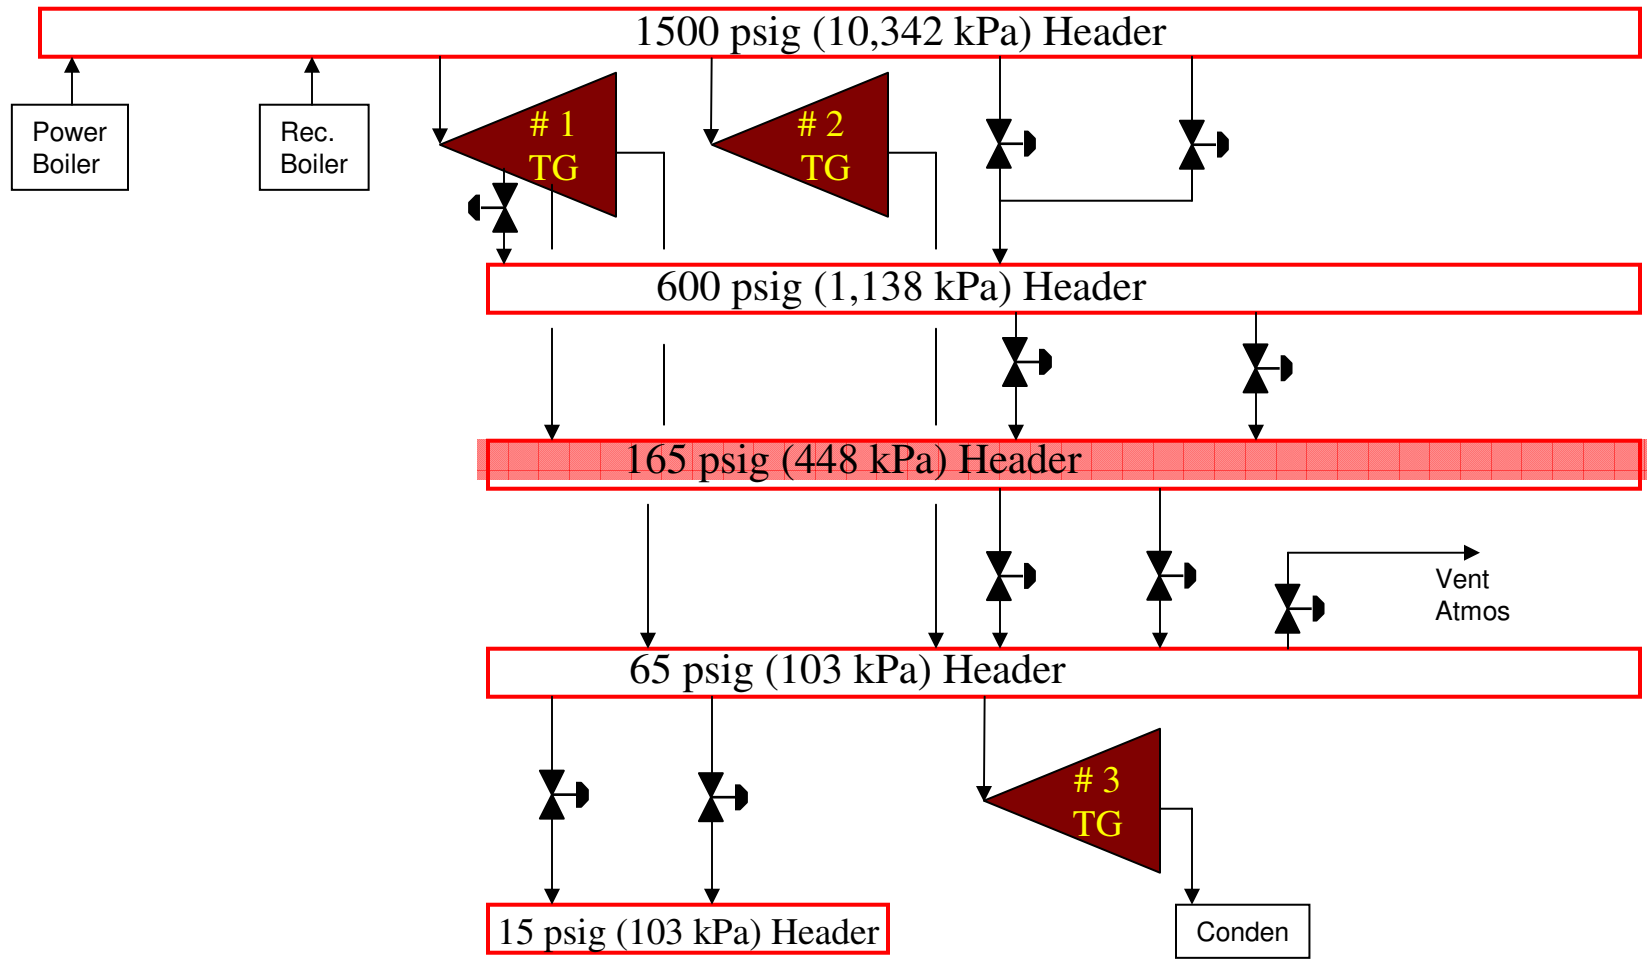 1500 psig (10,342 kPa) Header
Power
Boiler
Rec.
Boiler
# 1
TG
# 2
TG
600 psig (1,138 kPa) Header
165 psig (448 kPa) Header
Vent
Atmos
65 psig (103 kPa) Header
# 3
TG
15 psig (103 kPa) Header
Conden